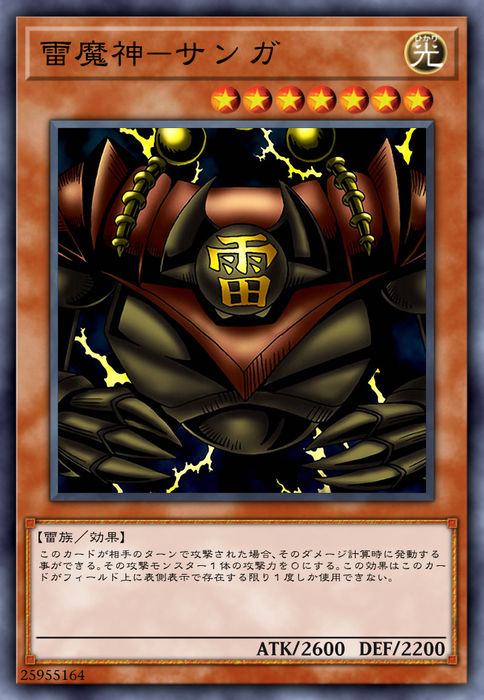 雷魔神－サンガ
ひかり
光
雷
【雷族／効果】
このカードが相手のターンで攻撃された場合、そのダメージ計算時に発動する
事ができる。その攻撃モンスター１体の攻撃力を０にする。この効果はこのカー
ドがフィールド上に表側表示で存在する限り１度しか使用できない。
ATK/2600 DEF/2200
25955164